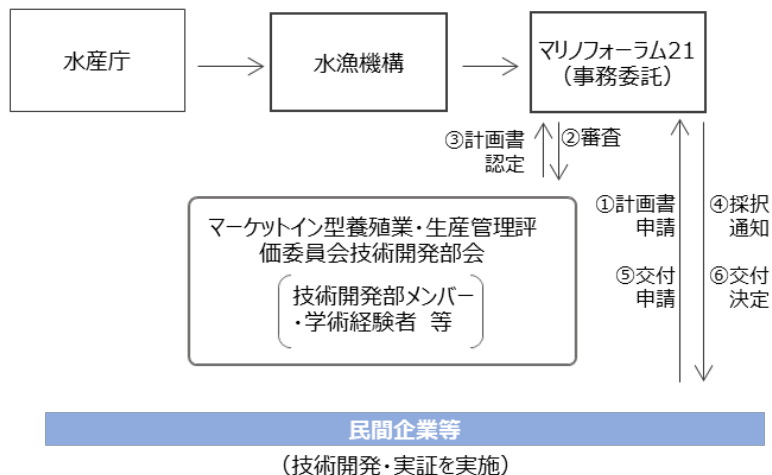 水産庁
水漁機構
マリノフォーラム21
（事務委託）
③計画書
認定
②審査
①計画書
申請
④採択
通知
⑤交付
申請
⑥交付
決定
マーケットイン型養殖業・生産管理評
価委員会技術開発部会
技術開発部メンバー
・学術経験者 等
民間企業等
（技術開発・実証を実施）